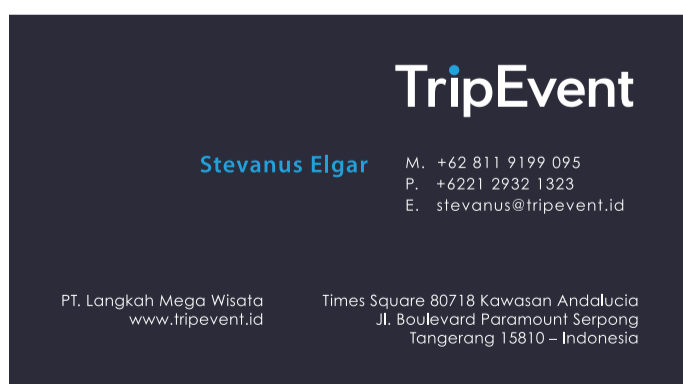 TripEvent
Stevanus Elgar
M. +62 811 9199 095
P. +6221 2932 1323
E. stevanus@tripevent.id
PT. Langkah Mega Wisata
www.tripevent.id
Times Square 80718 Kawasan Andalucia
Jl. Boulevard Paramount Serpong
Tangerang 15810 – Indonesia